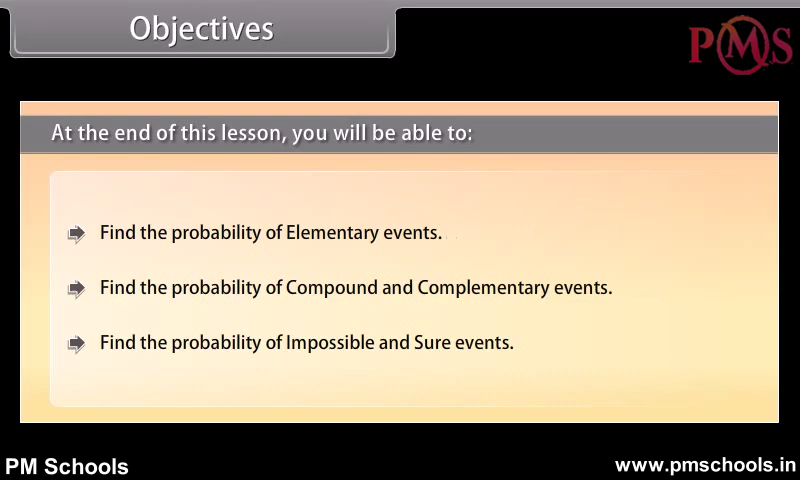 Objectives
PMS
At the end of this lesson, you will be able to:
Find the probability of Elementary events.
Find the probability of Compound and Complementary events.
Find the probability of Impossible and Sure events.
PM Schools
www.pmschools.in